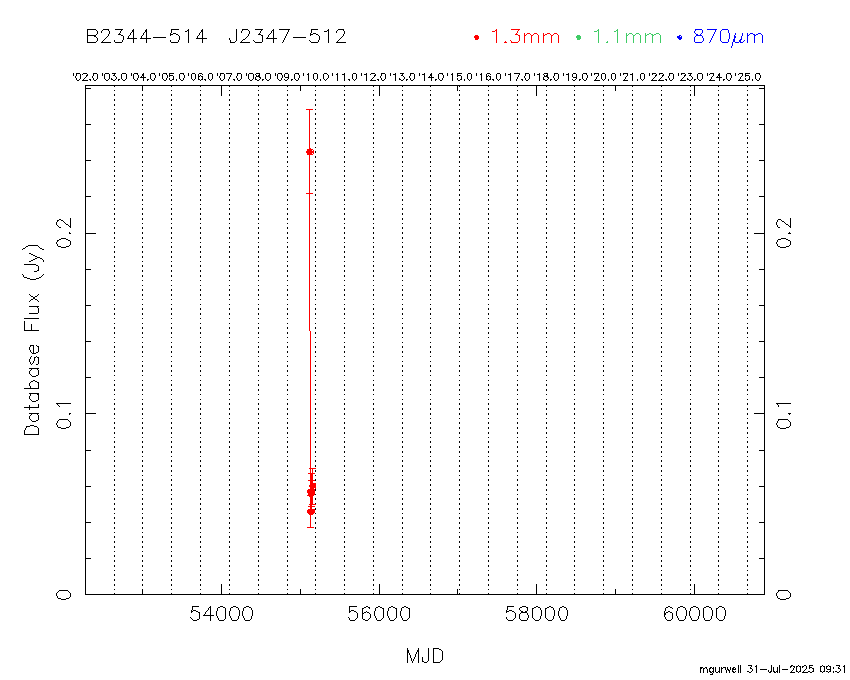 B2344-514 J2347-512 1.3mm 1.1mm 870μm
'02.0 '03.0 '04.0 '05.0 '06.0 '07.0 '08.0 '09.0 '10.0 '11.0 '12.0 '13.0 '14.0 '15.0 '16.0 '17.0 '18.0 '19.0 '20.0 '21.0 '22.0 '23.0 '24.0 '25.0
0.2 0.2
Database Flux (Jy)
0.1 0.1
0 0
54000 56000 58000 60000
MJD
mgurwell 31-Jul-2025 09:31